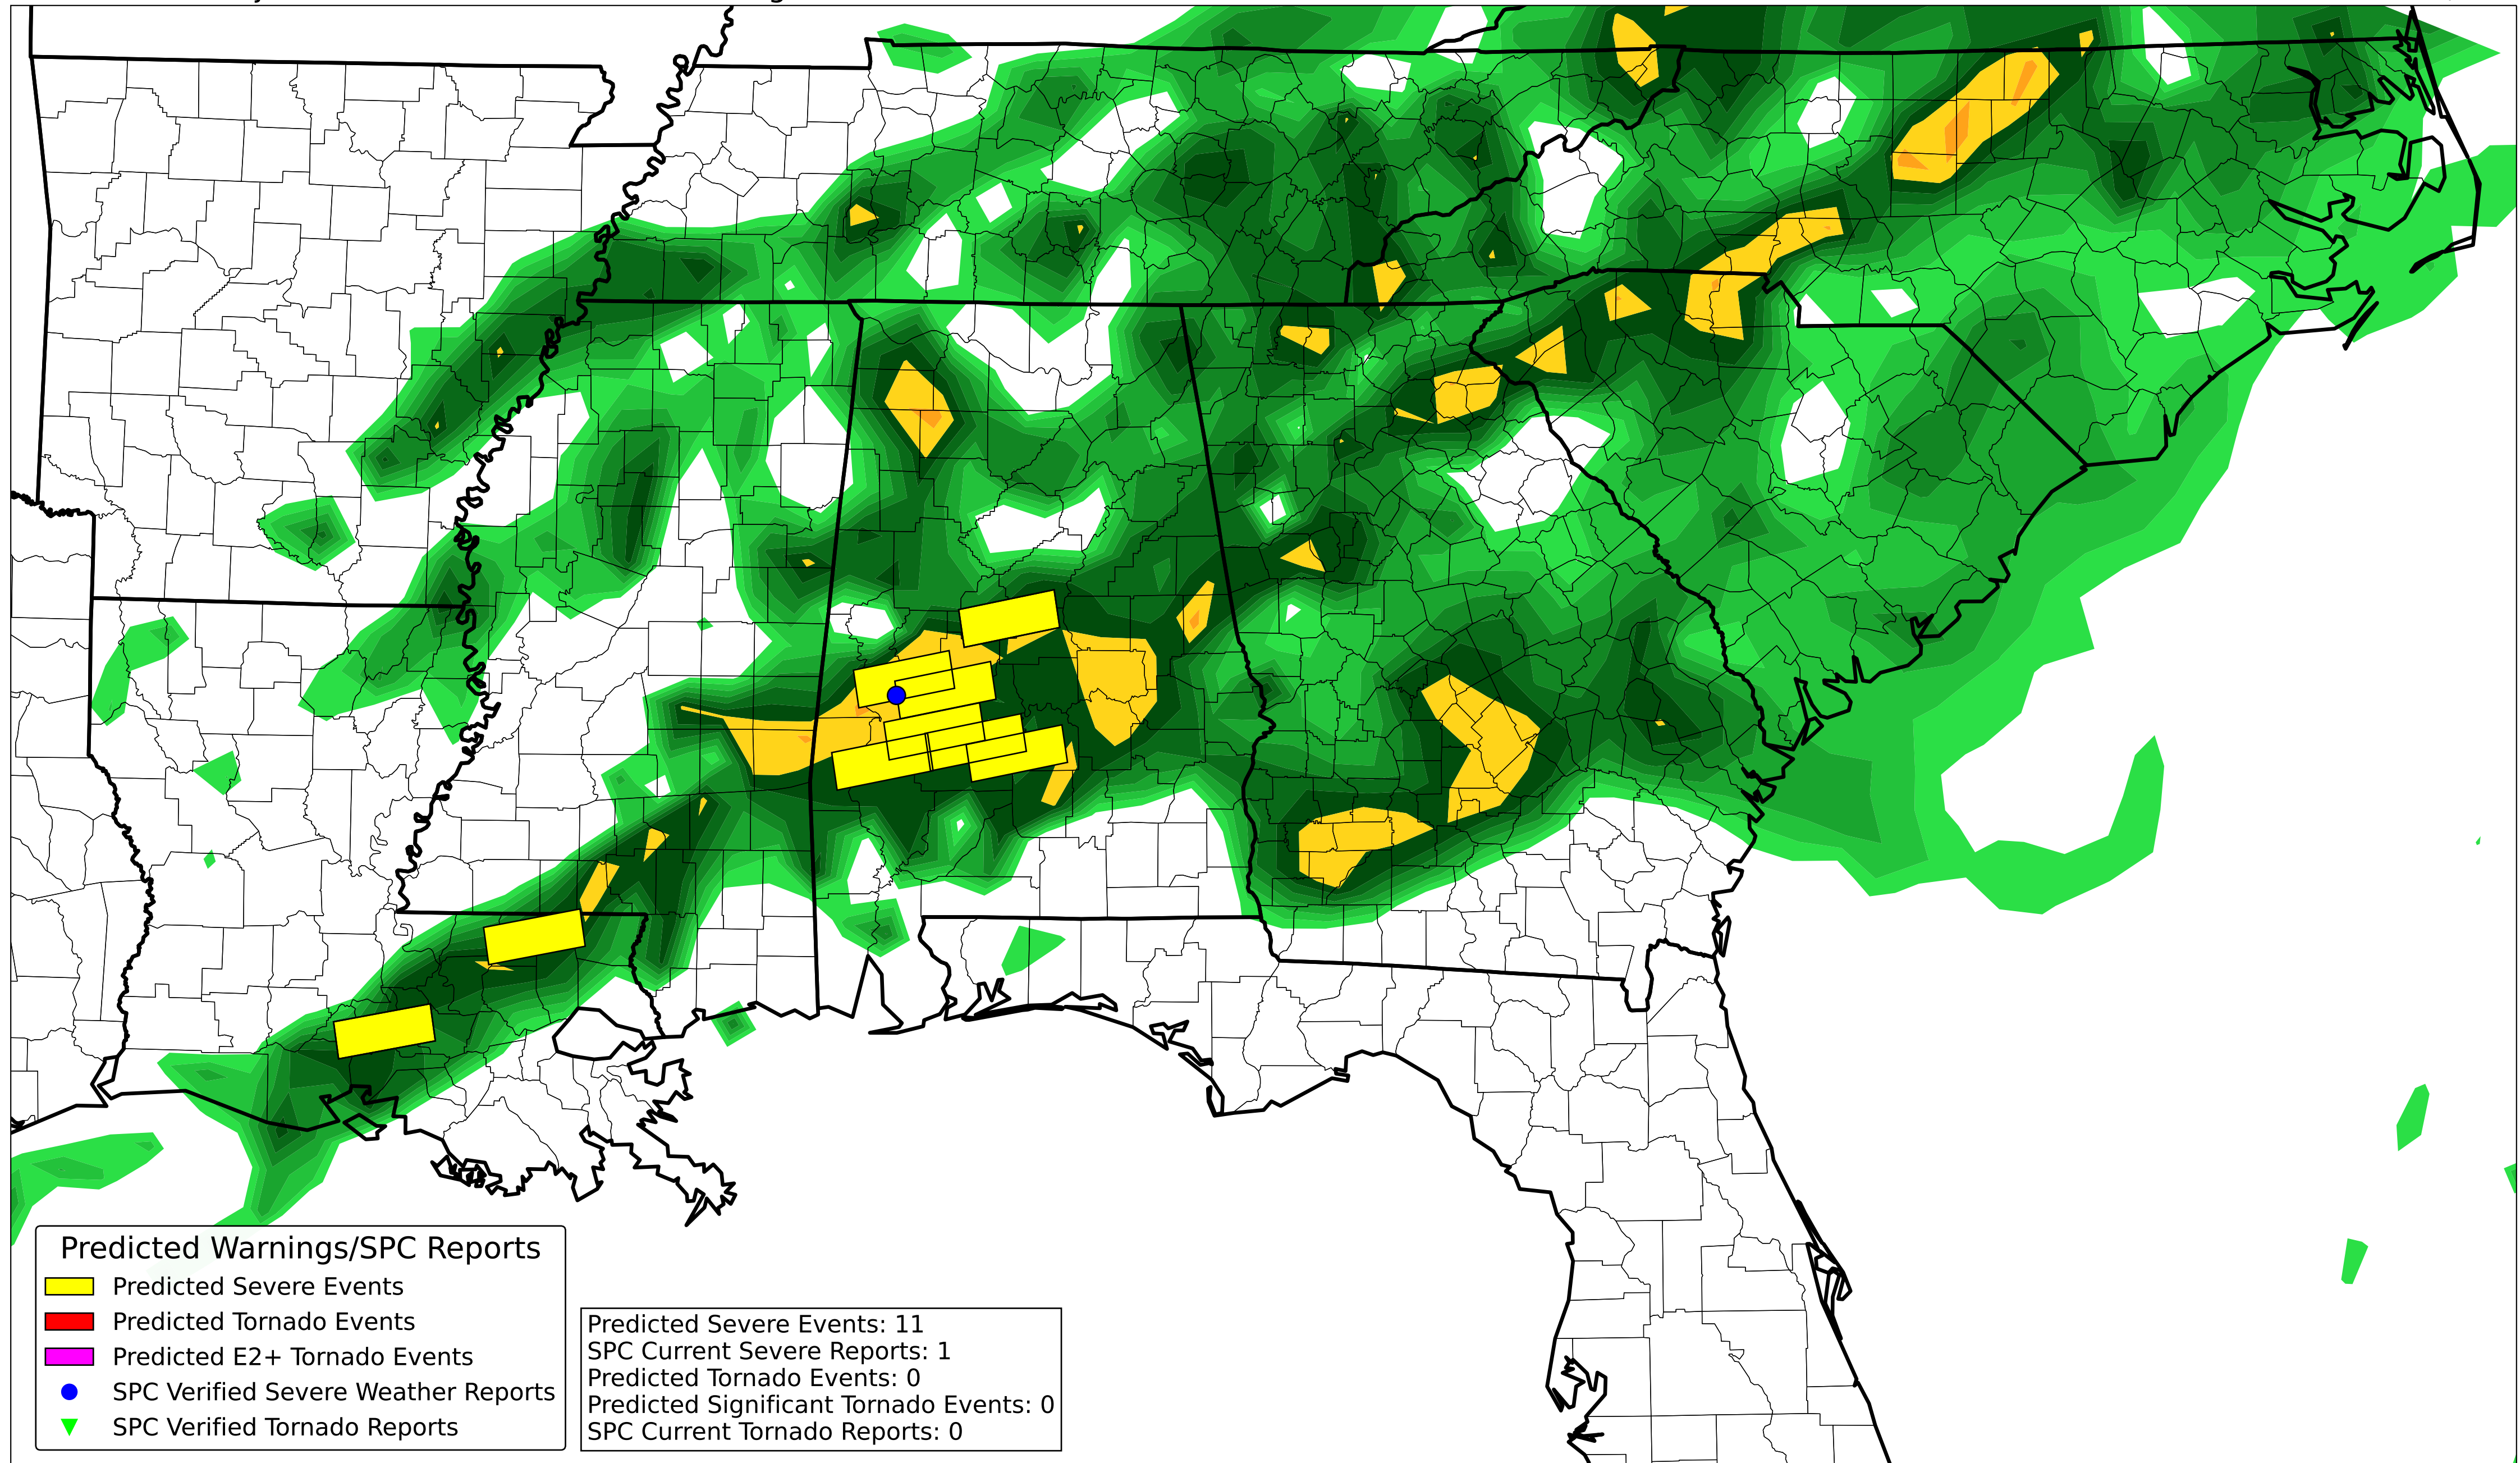 Predicted Warnings/SPC Reports
Predicted Severe Events
Predicted Tornado Events
Predicted E2+ Tornado Events
SPC Verified Severe Weather Reports
SPC Verified Tornado Reports
Predicted Severe Events: 11
SPC Current Severe Reports: 1
Predicted Tornado Events: 0
Predicted Significant Tornado Events: 0
SPC Current Tornado Reports: 0